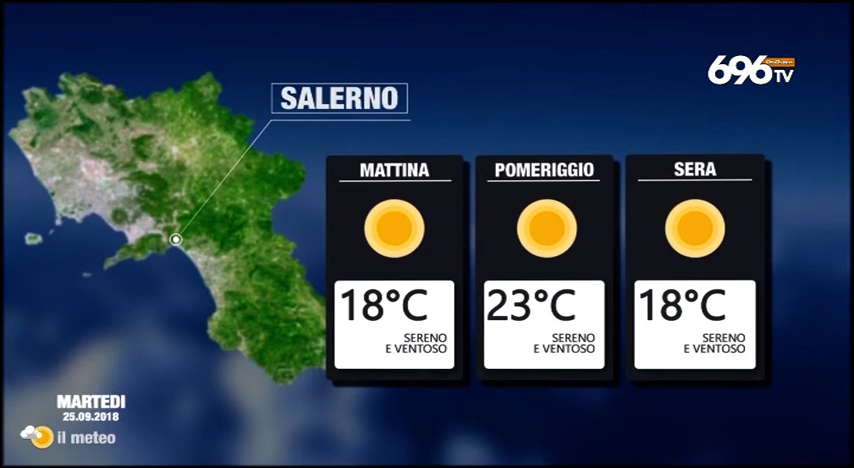 696 TV
SALERNO
MATTINA
18°C
SERENO
E VENTOSO
POMERIGGIO
23°C
SERENO
E VENTOSO
SERA
18°C
SERENO
E VENTOSO
MARTEDI
25.09.2018
il meteo